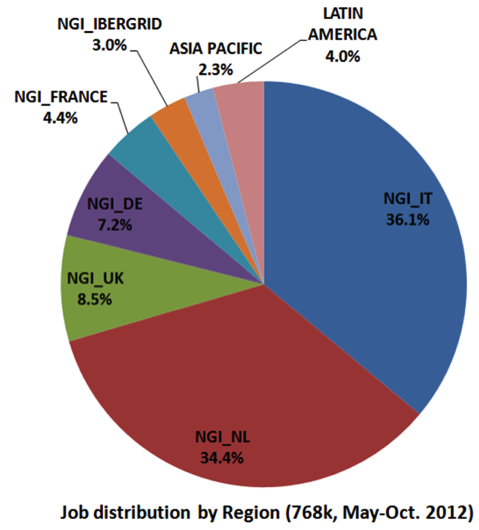 LATIN
AMERICA
4.0%
NGI_IBERGRID
3.0%
ASIA PACIFIC
2.3%
NGI_FRANCE
4.4%
NGI_IT
36.1%
NGI_DE
7.2%
NGI_UK
8.5%
NGI_NL
34.4%
Job distribution by Region (768k, May-Oct. 2012)